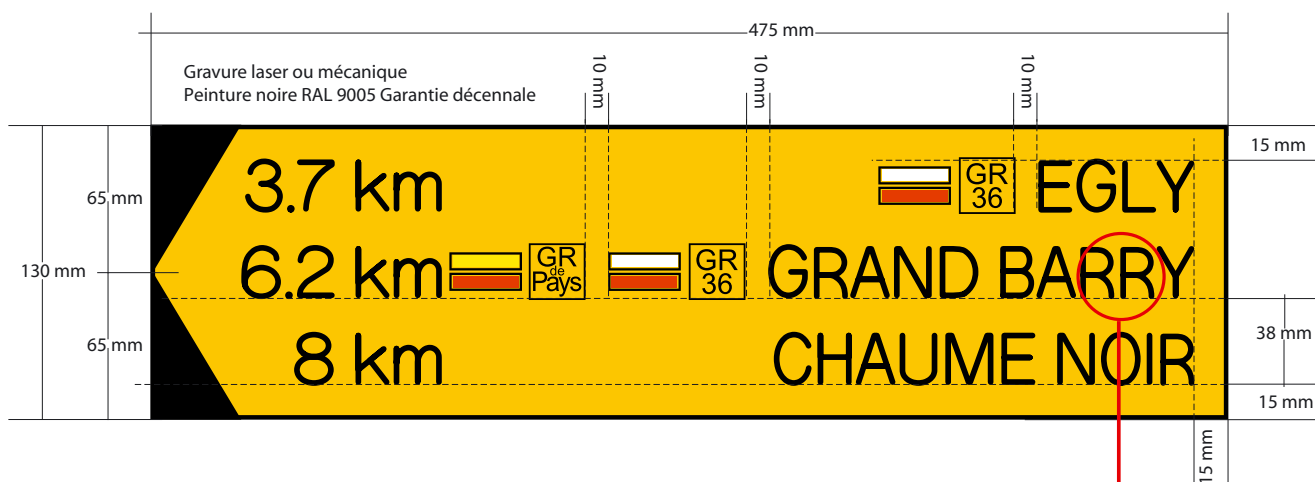 475 mm
Gravure laser ou mécanique
Peinture noire RAL 9005 Garantie décennale
10 mm
10 mm
10 mm
15 mm
65 mm
130 mm
65 mm
3.7 km GR 36 EGLY
6.2 km GR de Pays GR 36 GRAND BARRY
8 km CHAUME NOIR
38 mm
15 mm
15 mm